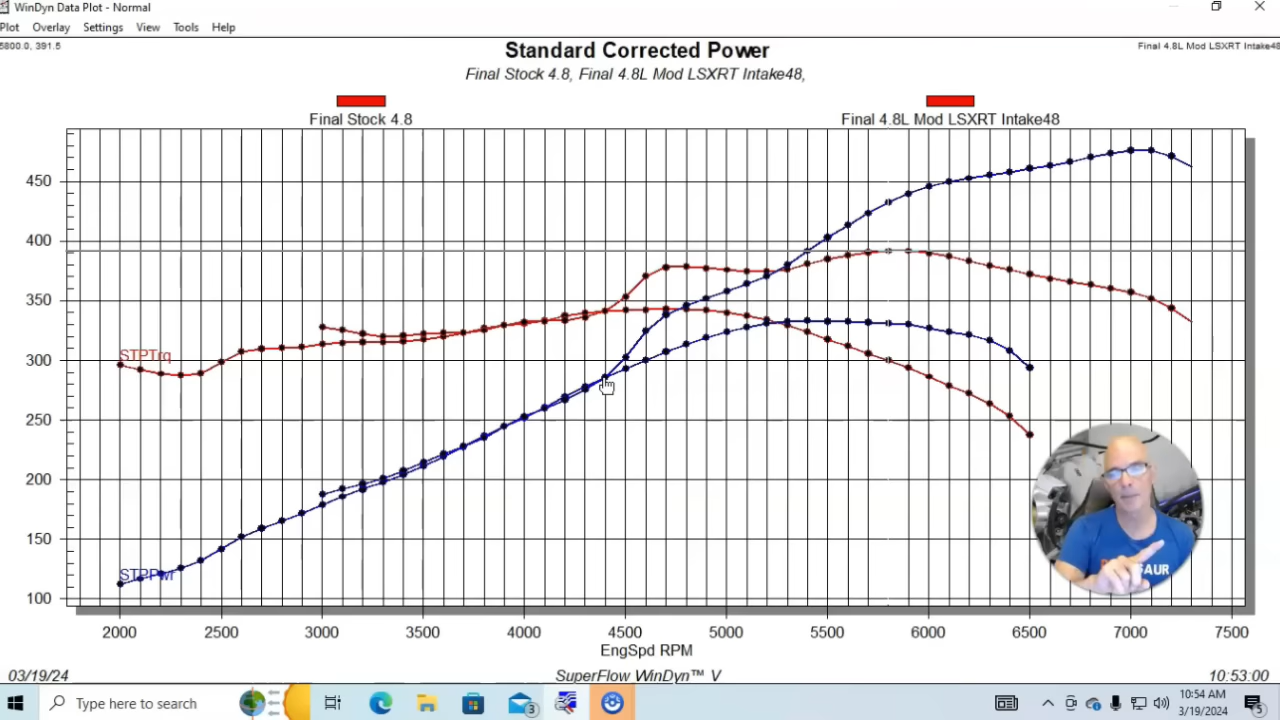 WinDyn Data Plot - Normal
Plot Overlay Settings View Tools Help
5800.0, 391.5
Final 4.8L Mod LSXRT Intake48
Standard Corrected Power
Final Stock 4.8, Final 4.8L Mod LSXRT Intake48,
Final Stock 4.8
Final 4.8L Mod LSXRT Intake48
450
400
350
300
250
200
150
100
STPTrq
STPPwr
2000 2500 3000 3500 4000 4500 5000 5500 6000 6500 7000 7500
EngSpd RPM
AUR
03/19/24
SuperFlow WinDyn™ V
10:53:00
Type here to search
3
10:54 AM
3/19/2024
5